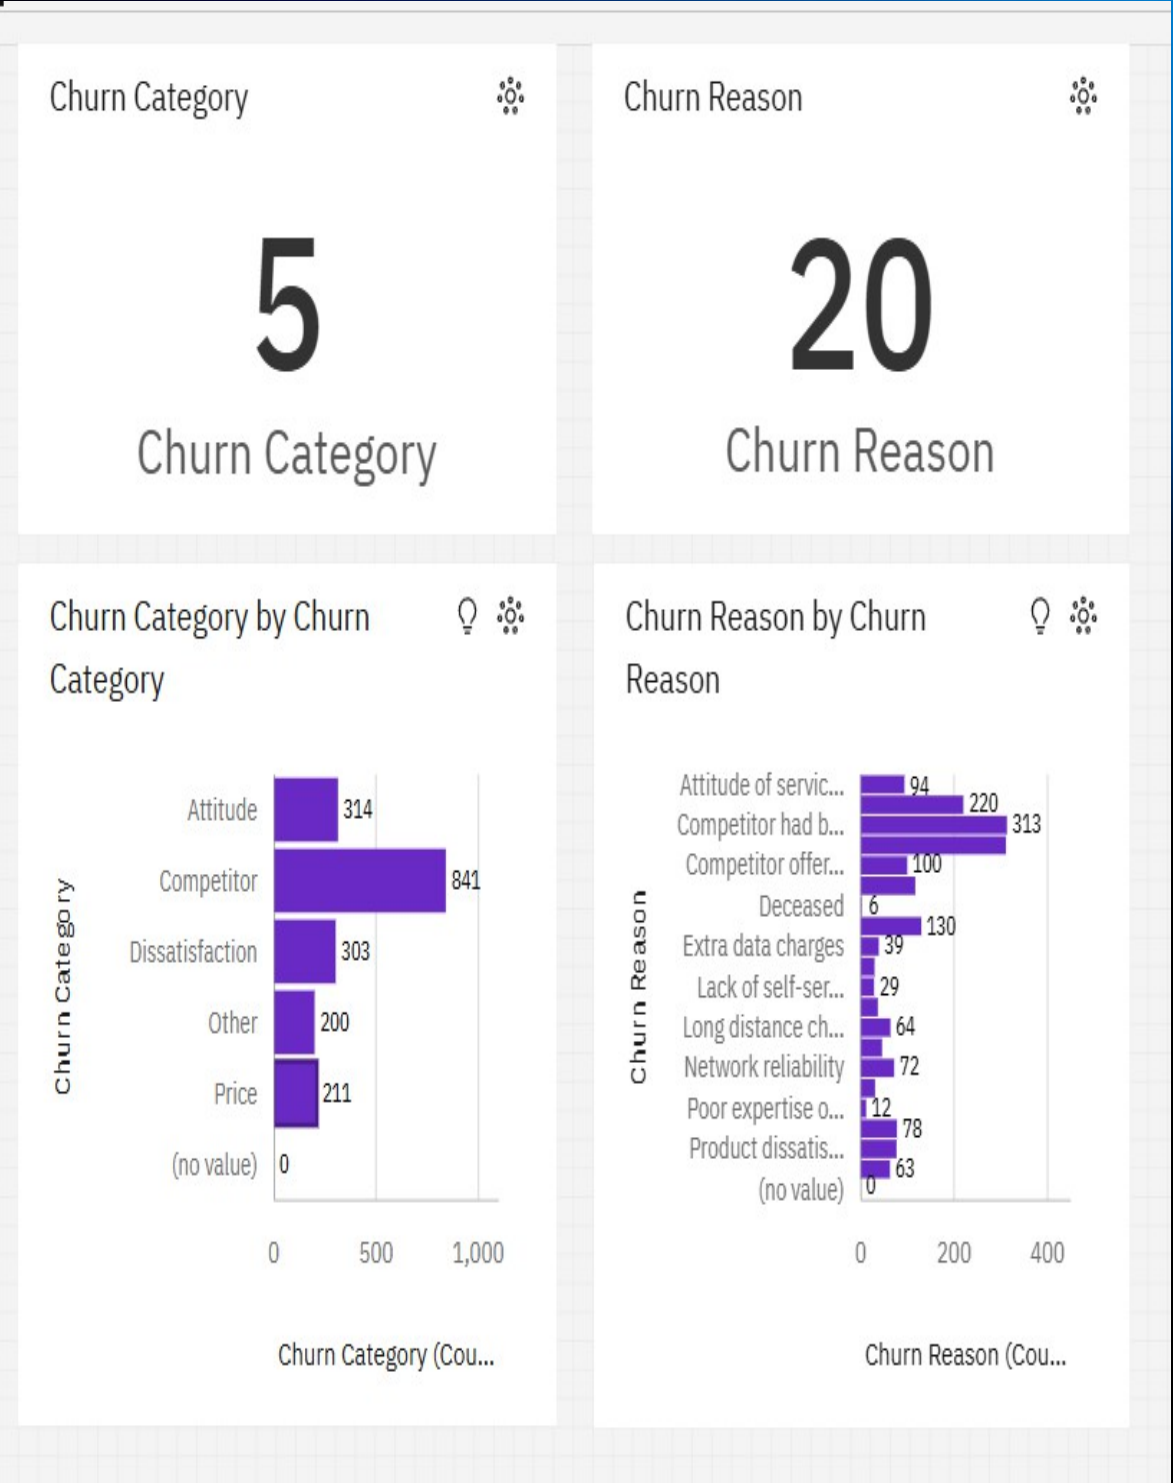 Churn Category
5
Churn Category
Churn Reason
20
Churn Reason
Churn Category by Churn
Category
Churn Category
Attitude 314
Competitor 841
Dissatisfaction 303
Other 200
Price 211
(no value) 0
0 500 1,000
Churn Category (Cou...
Churn Reason by Churn
Reason
Churn Reason
Attitude of servic... 94
220
Competitor had b... 313
Competitor offer... 100
Deceased 6
130
Extra data charges 39
Lack of self-ser... 29
Long distance ch... 64
Network reliability 72
Poor expertise o... 12
78
Product dissatis...
63
(no value) 0
0 200 400
Churn Reason (Cou...